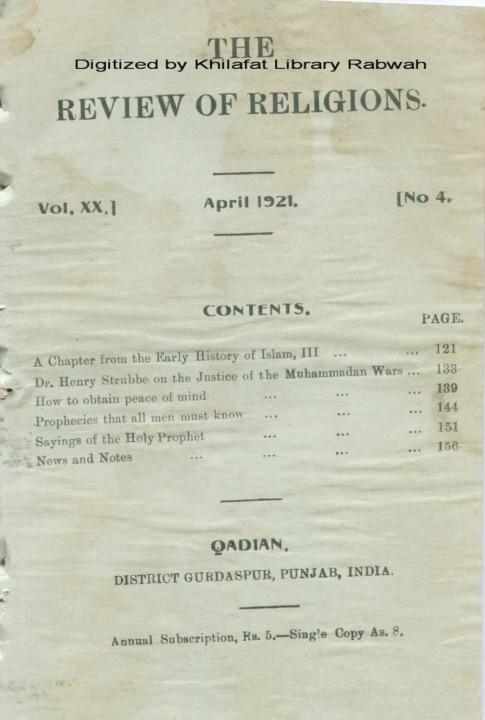 THE
Digitized by Khilafat Library Rabwah
REVIEW OF RELIGIONS.
Vol, XX.] April 1921. [No 4.
CONTENTS.
PAGE.
A Chapter from the Early History of Islam, III ... ... 121
Dr. Henry Strubbe on the Justice of the Muhammadan Wars ... 133
How to obtain peace of mind ... ... ... 139
Prophecies that all men must know ... ... ... 144
Sayings of the Holy Prophet ... ... ... 151
News and Notes ... ... ... ... 156
QADIAN,
DISTRICT GURDASPUR, PUNJAB, INDIA.
Annual Subscription, Rs. 5.—Single Copy As. 8.